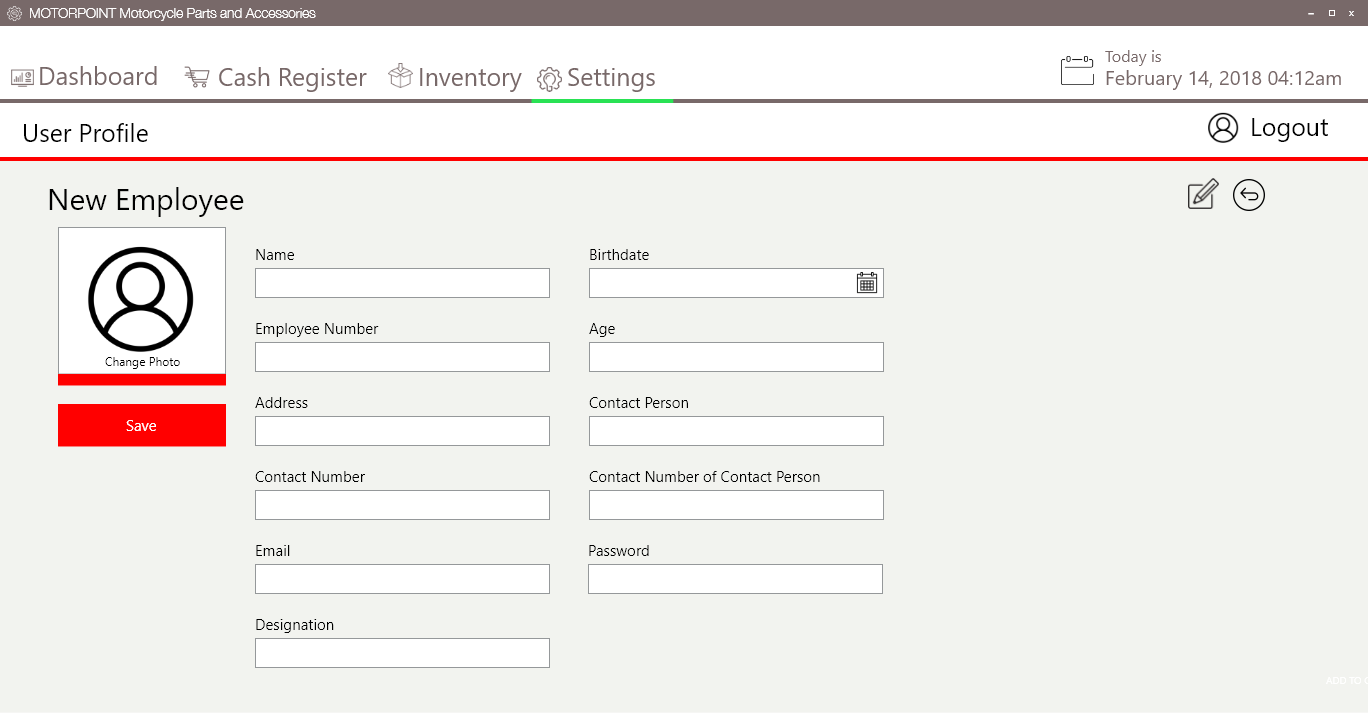 MOTORPOINT Motorcycle Parts and Accessories
Dashboard Cash Register Inventory Settings
Today is
February 14, 2018 04:12am
User Profile
Logout
New Employee
Change Photo
Save
Name
Birthdate
Employee Number
Age
Address
Contact Person
Contact Number
Contact Number of Contact Person
Email
Password
Designation
ADD TO